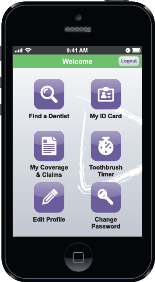 9:41 AM
Welcome
Logout
Find a Dentist
My ID Card
My Coverage
& Claims
Toothbrush
Timer
Edit Profile
Change
Password